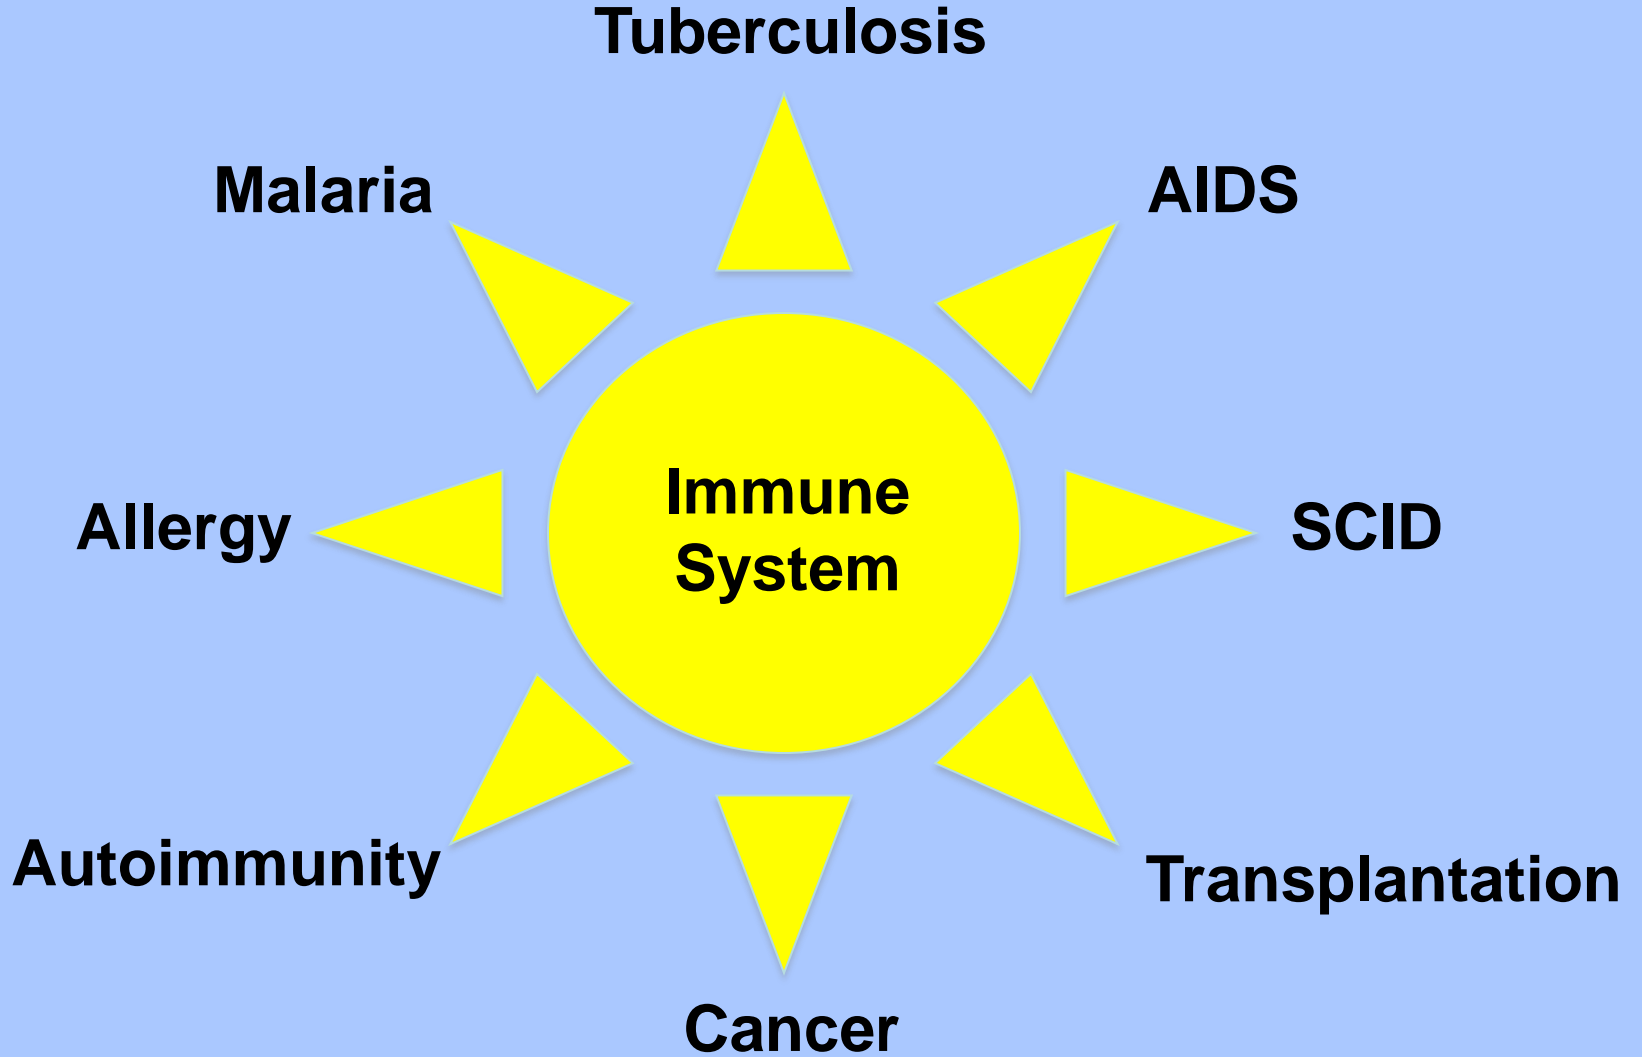 Tuberculosis
Malaria
AIDS
Allergy
Immune
System
SCID
Autoimmunity
Transplantation
Cancer